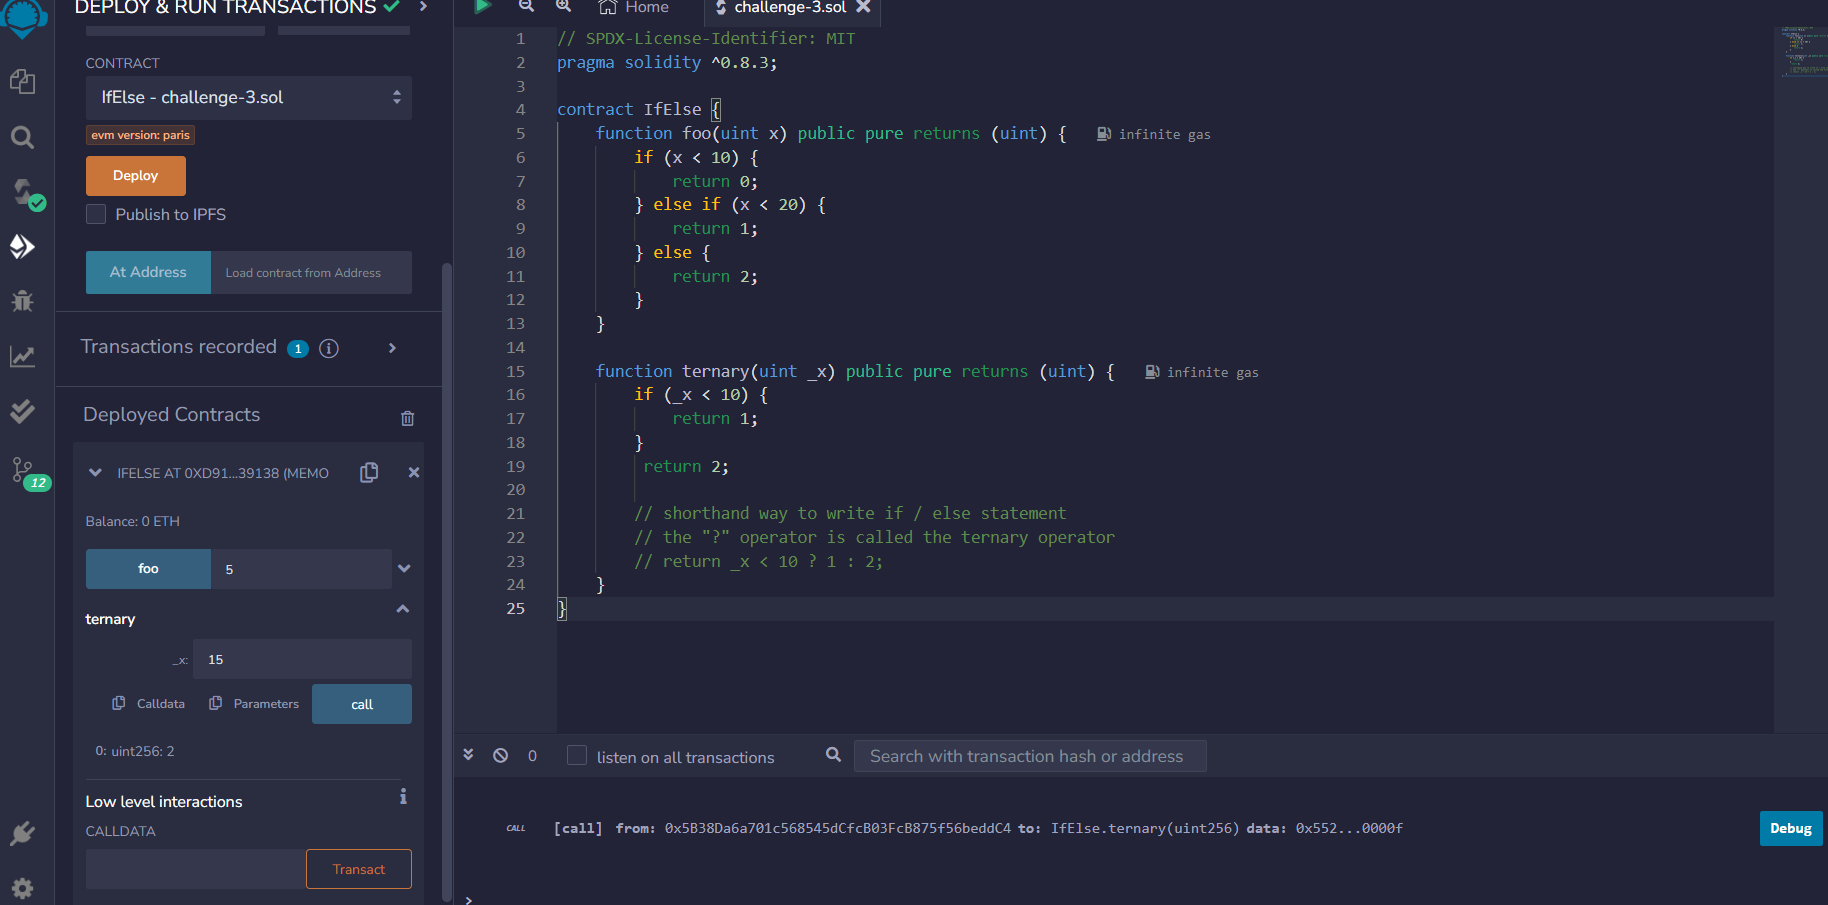 DEPLOY & RUN TRANSACTIONS
CONTRACT
IfElse - challenge-3.sol
evm version: paris
Deploy
Publish to IPFS
At Address
Load contract from Address
Transactions recorded 1
Deployed Contracts
12
IFELSE AT 0XD91...39138 (MEMO
Balance: 0 ETH
foo
5
ternary
_x:
15
Calldata
Parameters
call
0: uint256: 2
Low level interactions
CALLDATA
Transact
Home
challenge-3.sol
1 // SPDX-License-Identifier: MIT
2 pragma solidity ^0.8.3;
3
4 contract IfElse {
5 function foo(uint x) public pure returns (uint) { infinite gas
6 if (x < 10) {
7 return 0;
8 } else if (x < 20) {
9 return 1;
10 } else {
11 return 2;
12 }
13 }
14
15 function ternary(uint _x) public pure returns (uint) { infinite gas
16 if (_x < 10) {
17 return 1;
18 }
19 return 2;
20
21 // shorthand way to write if / else statement
22 // the "?" operator is called the ternary operator
23 // return _x < 10 ? 1 : 2;
24 }
25 }
0
listen on all transactions
Search with transaction hash or address
CALL [call] from: 0x5B38Da6a701c568545dCfcB03FcB875f56beddC4 to: IfElse.ternary(uint256) data: 0x552...0000f
Debug
>